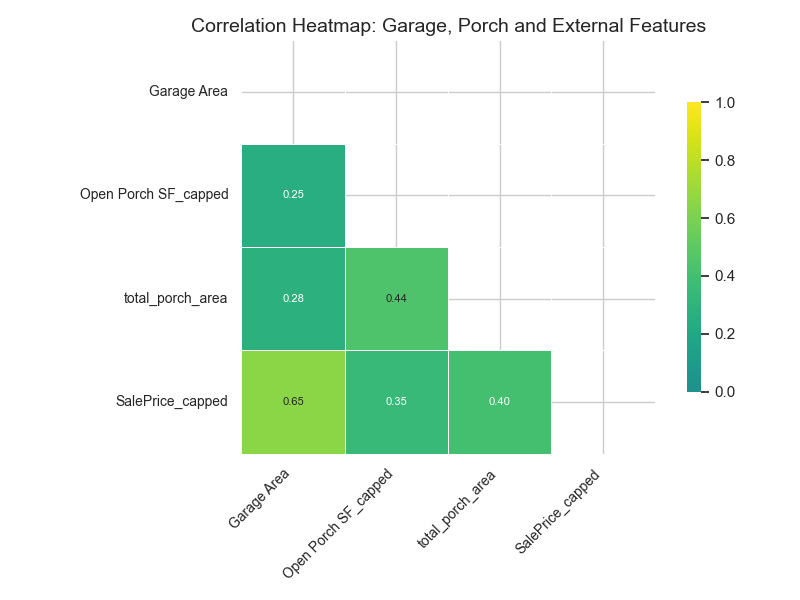 Correlation Heatmap: Garage, Porch and External Features
Garage Area
Open Porch SF_capped
total_porch_area
SalePrice_capped
0.25
0.28
0.44
0.65
0.35
0.40
Garage Area
Open Porch SF_capped
total_porch_area
SalePrice_capped
1.0
0.8
0.6
0.4
0.2
0.0